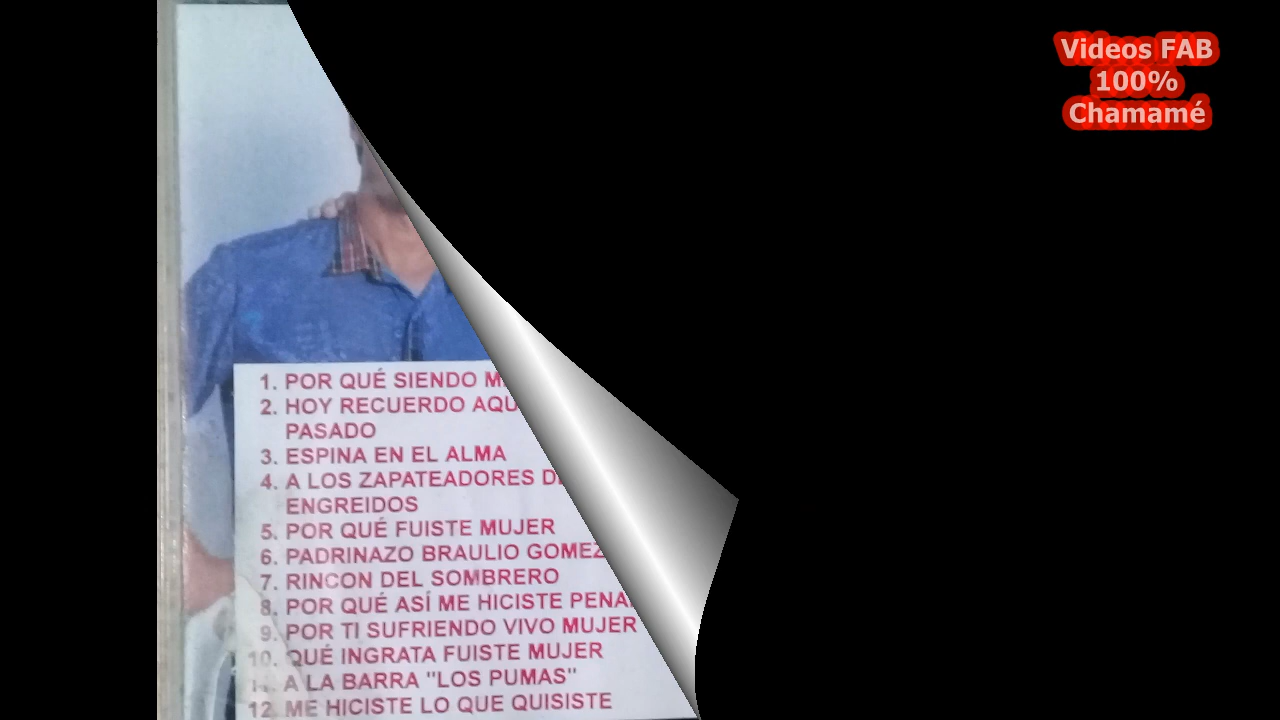 Videos FAB
100%
Chamamé
1. POR QUÉ SIENDO
2. HOY RECUERDO
PASADO
3. ESPINA EN EL ALMA
4. A LOS ZAPATEADORES
ENGREIDOS
5. POR QUÉ FUISTE MUJER
6. PADRINAZO BRAULIO GOMEZ
7. RINCON DEL SOMBRERO
8. POR QUÉ ASÍ ME HICISTE
9. POR TI SUFRIENDO VIVO MUJER
10. QUÉ INGRATA FUISTE MUJER
11. A LA BARRA "LOS PUMAS"
12. ME HICISTE LO QUE QUISISTE